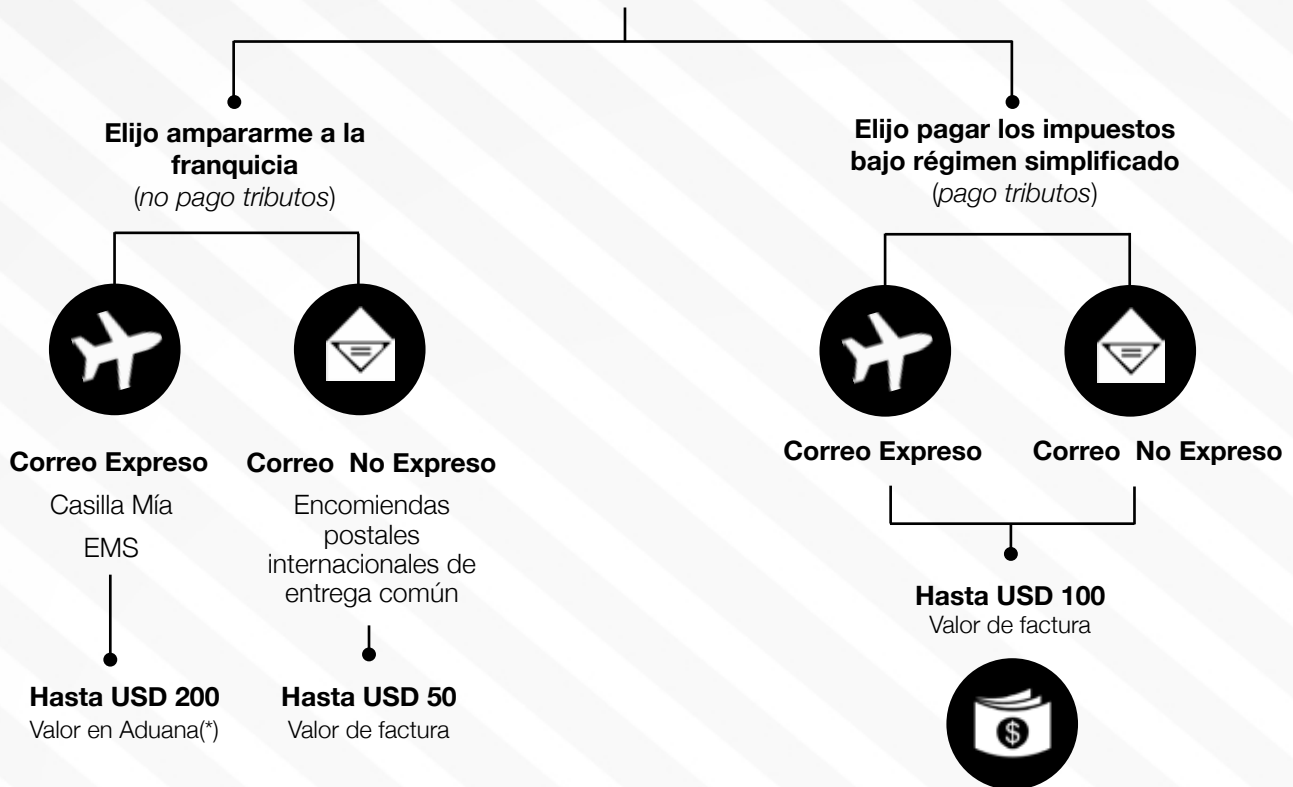 Elijo ampararme a la
franquicia
(no pago tributos)
Correo Expreso
Casilla Mía
EMS
Hasta USD 200
Valor en Aduana(*)
Correo No Expreso
Encomiendas
postales
internacionales de
entrega común
Hasta USD 50
Valor de factura
Elijo pagar los impuestos
bajo régimen simplificado
(pago tributos)
Correo Expreso
Correo No Expreso
Hasta USD 100
Valor de factura
$